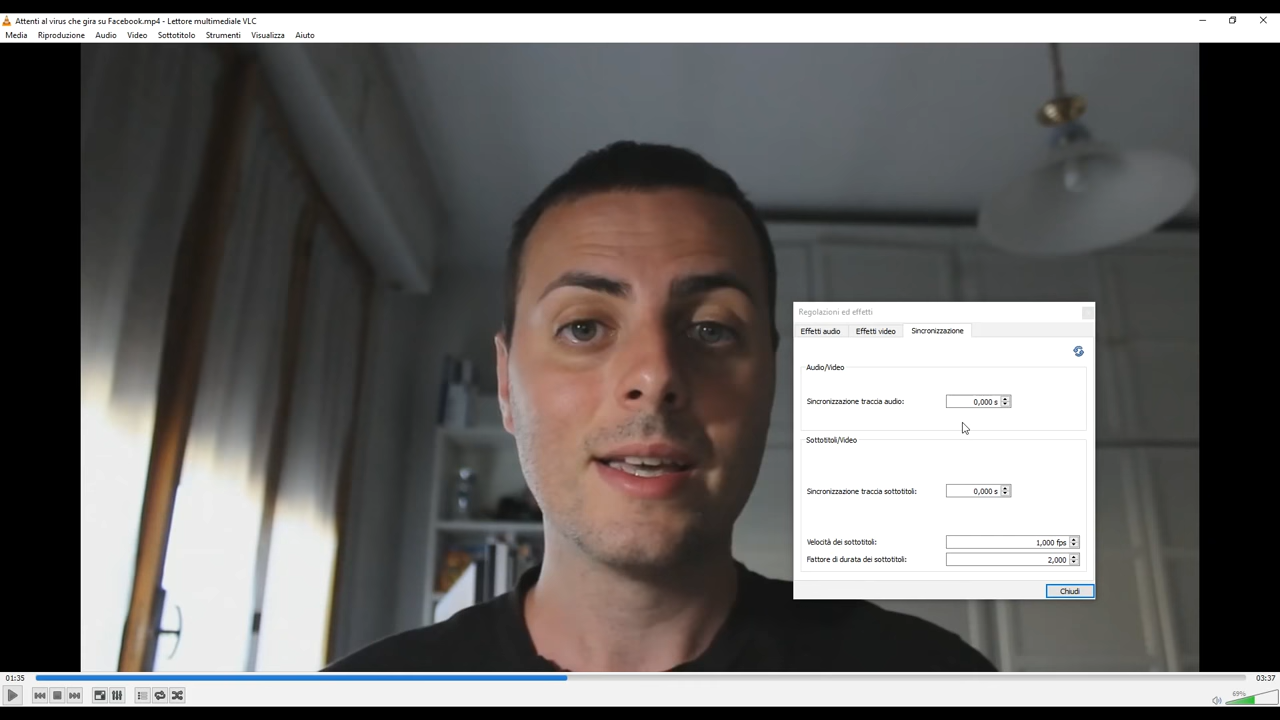 Attenti al virus che gira su Facebook.mp4 - Lettore multimediale VLC
Media Riproduzione Audio Video Sottotitolo Strumenti Visualizza Aiuto
Regolazioni ed effetti
Effetti audio Effetti video Sincronizzazione
Audio/Video
Sincronizzazione traccia audio: 0,000 s
Sottotitoli/Video
Sincronizzazione traccia sottotitoli: 0,000 s
Velocità dei sottotitoli: 1,000 fps
Fattore di durata dei sottotitoli: 2,000
Chiudi
01:35 03:37
69%